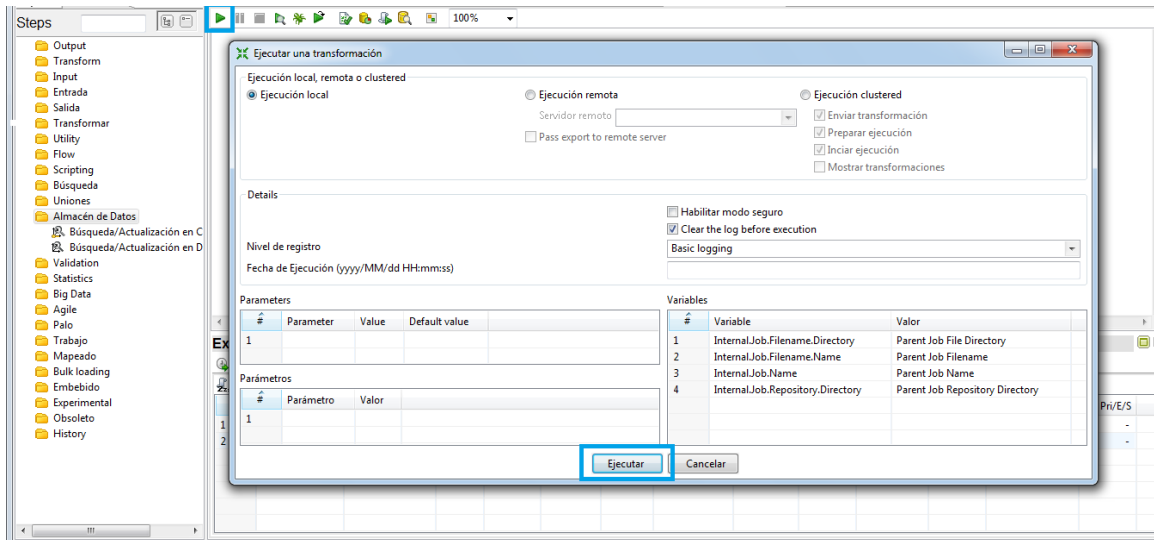 Steps
100%
Output
Transform
Input
Entrada
Salida
Transformar
Utility
Flow
Scripting
Búsqueda
Uniones
Almacén de Datos
Búsqueda/Actualización en C
Búsqueda/Actualización en D
Validation
Statistics
Big Data
Agile
Palo
Trabajo
Mapeado
Bulk loading
Embebido
Experimental
Obsoleto
History
Ejecutar una transformación
Ejecución local, remota o clustered
Ejecución local
Ejecución remota
Ejecución clustered
Servidor remoto
Enviar transformación
Pass export to remote server
Preparar ejecución
Inciar ejecución
Mostrar transformaciones
Details
Habilitar modo seguro
Clear the log before execution
Nivel de registro
Basic logging
Fecha de Ejecución (yyyy/MM/dd HH:mm:ss)
Parameters
# Parameter Value Default value
1
Parámetros
# Parámetro Valor
1
Variables
# Variable Valor
1 Internal.Job.Filename.Directory Parent Job File Directory
2 Internal.Job.Filename.Name Parent Job Filename
3 Internal.Job.Name Parent Job Name
4 Internal.Job.Repository.Directory Parent Job Repository Directory
Ejecutar
Cancelar
Ex
Pri/E/S
1 -
2 -